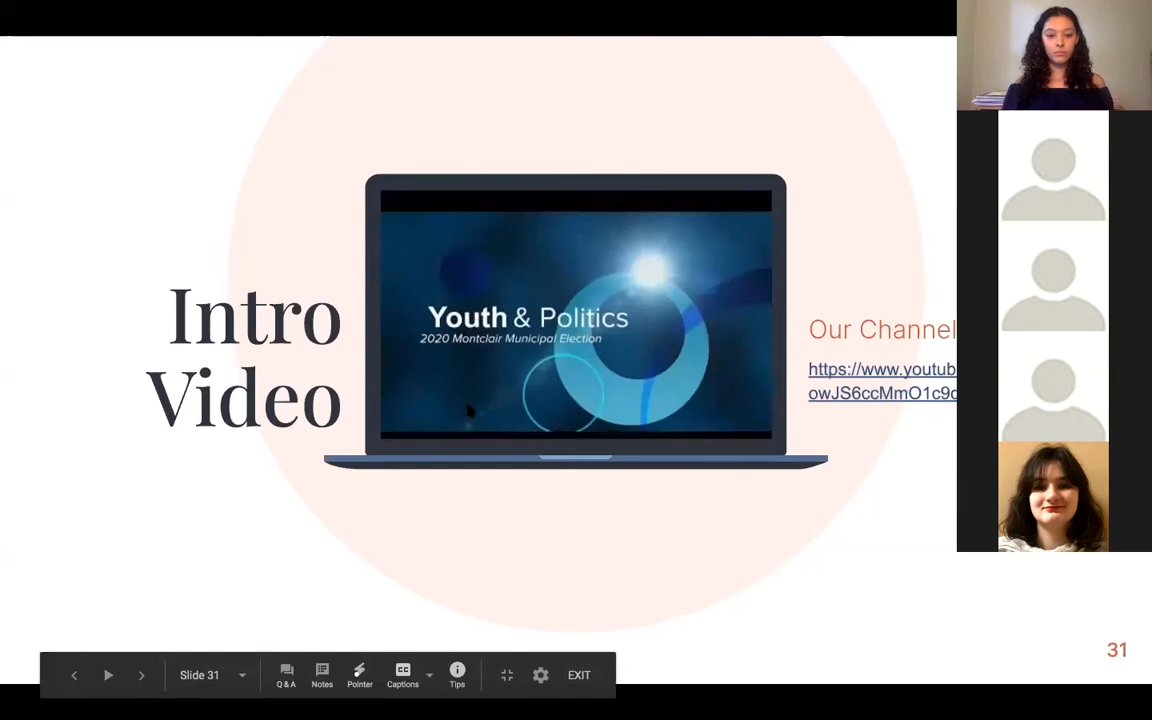 Intro
Video
Youth & Politics
2020 Montclair Municipal Election
Our Channel
https://www.youtub
owJS6ccMmO1c9
31
Slide 31
Q & A
Notes
Pointer
CC
Captions
Tips
EXIT